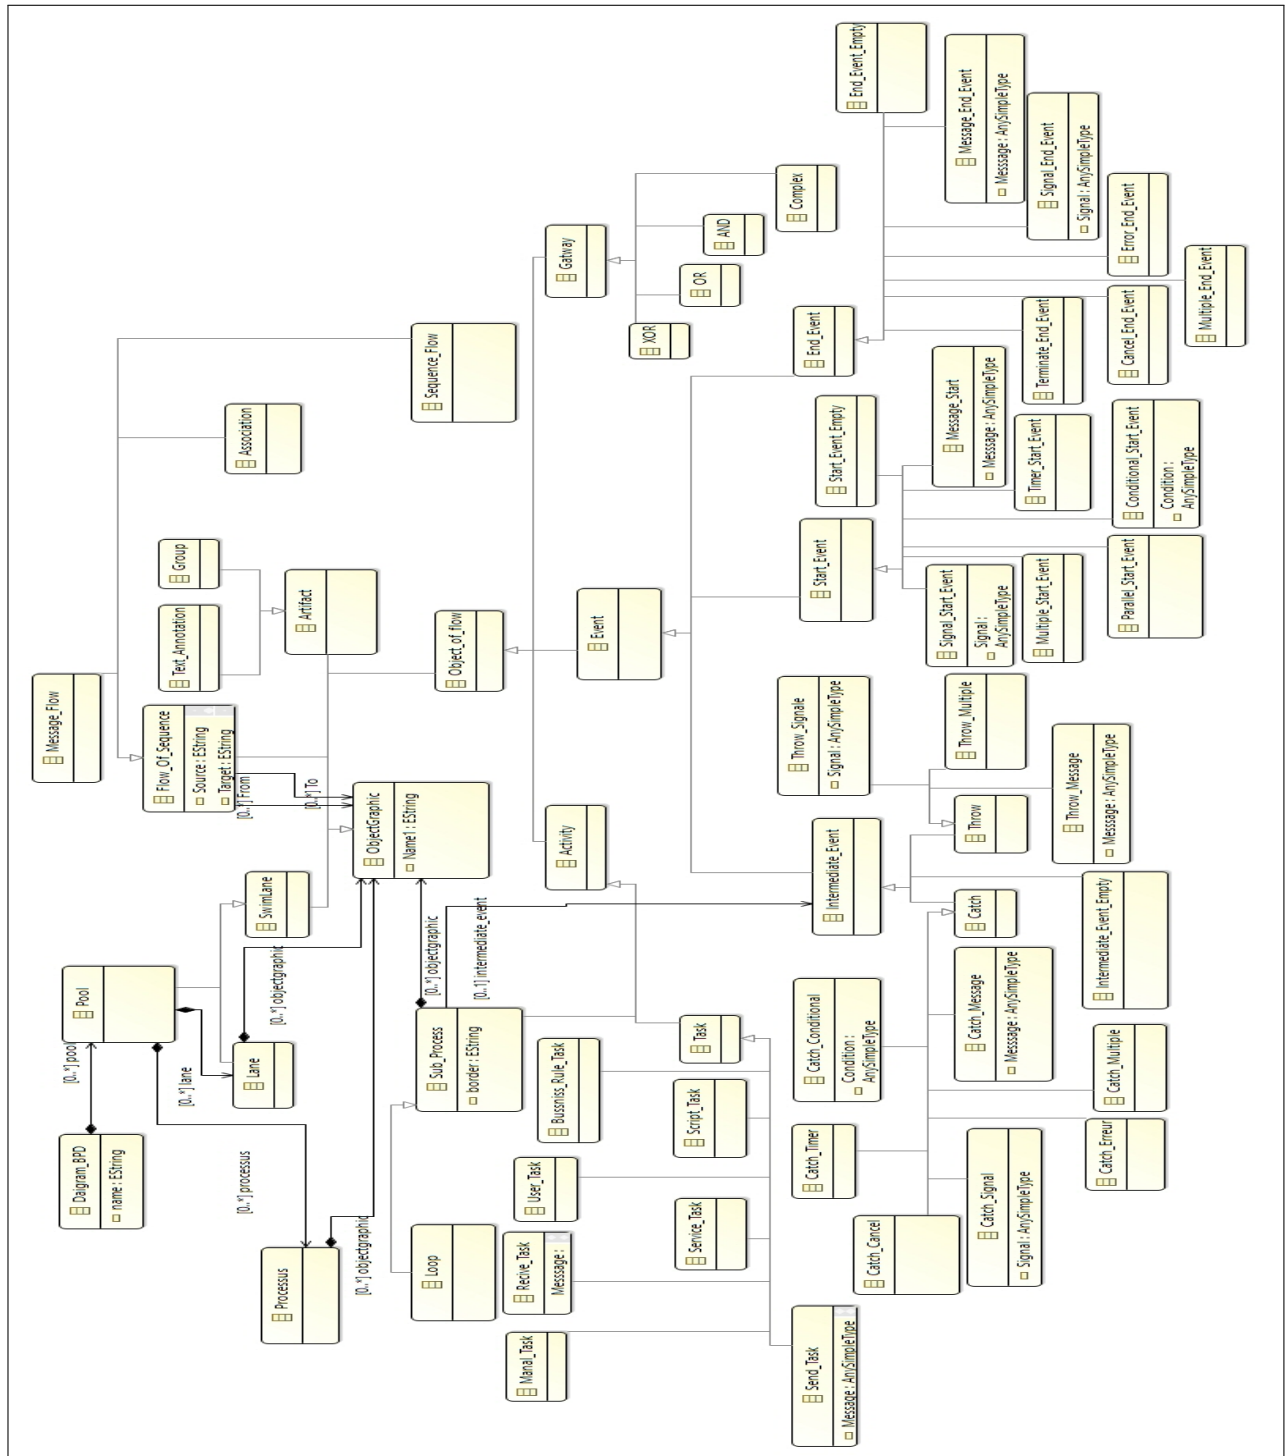 Message_Flow
Association
Sequence_Flow
Group
Text_Annotation
Artifact
Flow_Of_Sequence
Source : EString
Target : EString
[0..*] From
[0..*] To
Object_of_flow
ObjectGraphic
Name1 : EString
SwimLane
Pool
[0..*] pool
[0..*] lane
Lane
[0..*] objectgraphic
Daigram_BPD
name : EString
[0..*] processus
Processus
[0..*] objectgraphic
[0..*] objectgraphic
[0..1] intermediate_event
Sub_Process
border : EString
Loop
Gatway
XOR
OR
AND
Complex
Event
Activity
Task
Bussniss_Rule_Task
Script_Task
User_Task
Service_Task
Recive_Task
Messsage :
Manal_Task
Send_Task
Message : AnySimpleType
End_Event
End_Event_Empty
Message_End_Event
Messsage : AnySimpleType
Signal_End_Event
Signal : AnySimpleType
Error_End_Event
Multiple_End_Event
Cancel_End_Event
Terminate_End_Event
Start_Event
Start_Event_Empty
Message_Start
Messsage : AnySimpleType
Timer_Start_Event
Conditional_Start_Event
Condition :
AnySimpleType
Parallel_Start_Event
Multiple_Start_Event
Signal_Start_Event
Signal :
AnySimpleType
Intermediate_Event
Throw_Signale
Signal : AnySimpleType
Throw_Multiple
Throw
Throw_Message
Messsage : AnySimpleType
Intermediate_Event_Empty
Catch
Catch_Message
Messsage : AnySimpleType
Catch_Conditional
Condition :
AnySimpleType
Catch_Multiple
Catch_Erreur
Catch_Timer
Catch_Signal
Signal : AnySimpleType
Catch_Cancel